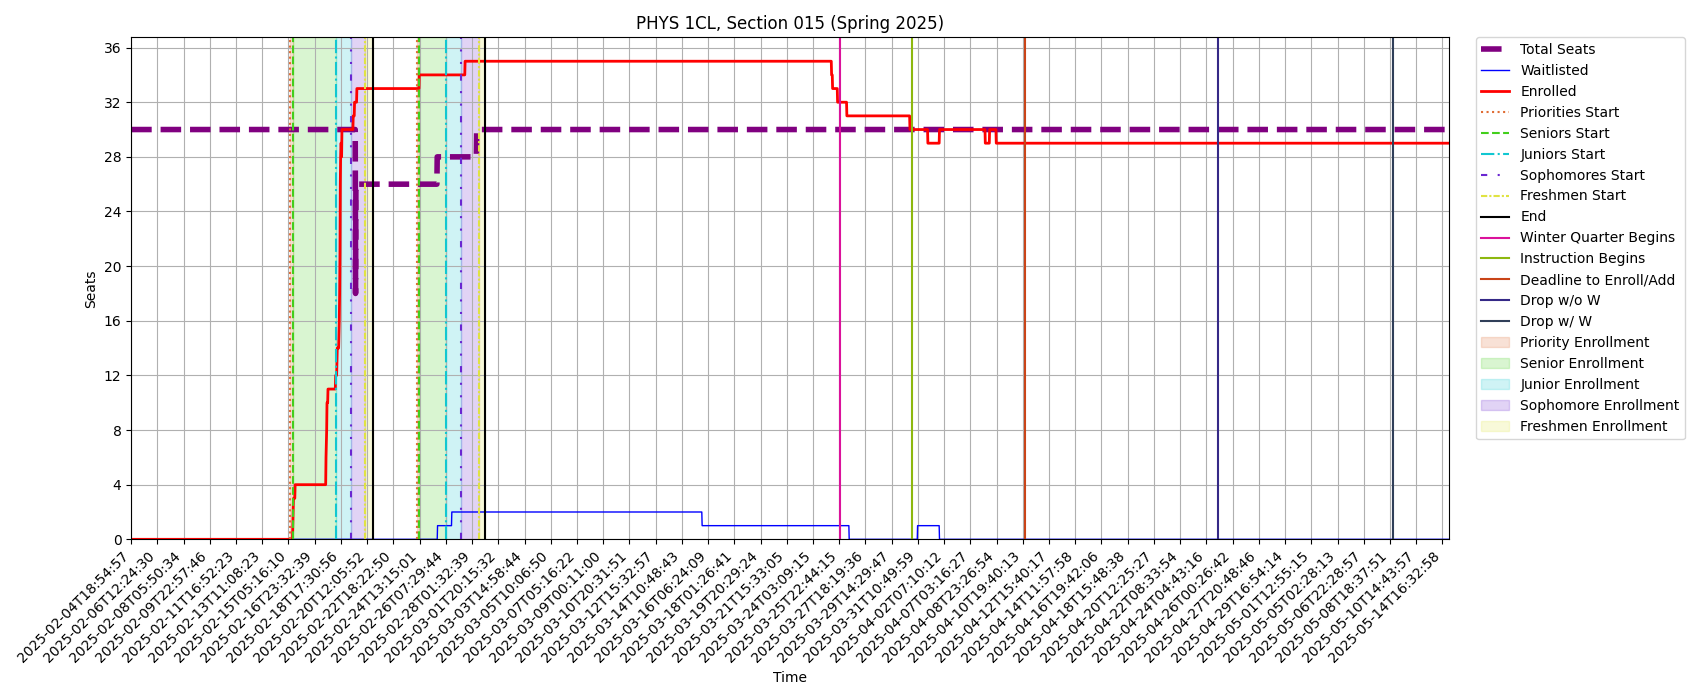 PHYS 1CL, Section 015 (Spring 2025)
Seats
36
32
28
24
20
16
12
8
4
0
2025-02-04T18:54:57
2025-02-06T12:24:30
2025-02-08T05:50:34
2025-02-09T22:57:46
2025-02-11T16:52:23
2025-02-13T11:08:23
2025-02-15T05:16:10
2025-02-16T23:32:39
2025-02-18T17:30:56
2025-02-20T12:05:52
2025-02-22T18:22:50
2025-02-24T13:15:01
2025-02-26T07:29:44
2025-02-28T01:32:39
2025-03-01T20:15:32
2025-03-03T14:58:44
2025-03-05T10:06:50
2025-03-07T05:16:22
2025-03-09T00:11:00
2025-03-10T20:31:51
2025-03-12T15:32:57
2025-03-14T10:48:43
2025-03-16T06:24:09
2025-03-18T01:26:41
2025-03-19T20:29:24
2025-03-21T15:33:05
2025-03-24T03:09:15
2025-03-25T22:44:15
2025-03-27T18:19:36
2025-03-29T14:29:47
2025-03-31T10:49:59
2025-04-02T07:10:12
2025-04-07T03:16:27
2025-04-08T23:26:54
2025-04-10T19:40:13
2025-04-12T15:40:17
2025-04-14T11:57:58
2025-04-16T19:42:06
2025-04-18T15:48:38
2025-04-20T12:25:27
2025-04-22T08:33:54
2025-04-24T04:43:16
2025-04-26T00:26:42
2025-04-27T20:48:46
2025-04-29T16:54:14
2025-05-01T12:55:15
2025-05-05T02:28:13
2025-05-06T22:28:57
2025-05-08T18:37:51
2025-05-10T14:43:57
2025-05-14T16:32:58
Time
Total Seats
Waitlisted
Enrolled
Priorities Start
Seniors Start
Juniors Start
Sophomores Start
Freshmen Start
End
Winter Quarter Begins
Instruction Begins
Deadline to Enroll/Add
Drop w/o W
Drop w/ W
Priority Enrollment
Senior Enrollment
Junior Enrollment
Sophomore Enrollment
Freshmen Enrollment